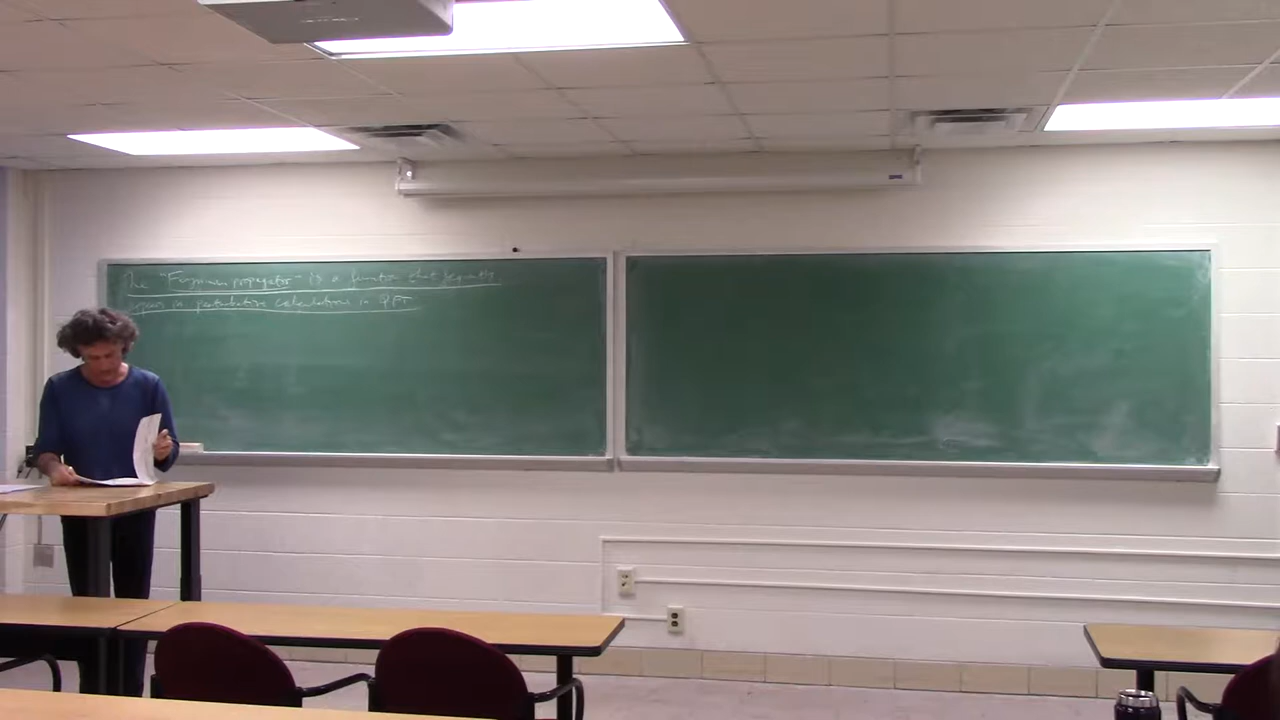 The "Feynman propagator" is a function that frequently
appears in perturbative calculations in QFT